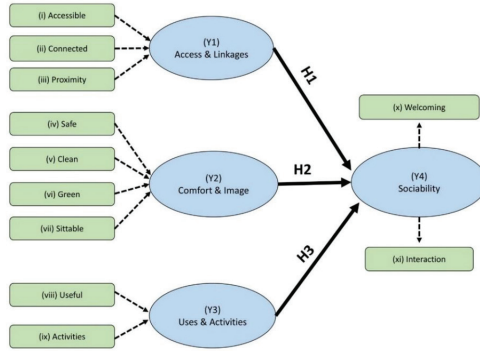 (i) Accessible
(ii) Connected
(iii) Proximity
(Y1)
Access & Linkages
H1
(iv) Safe
(v) Clean
(vi) Green
(vii) Sittable
(Y2)
Comfort & Image
H2
(x) Welcoming
(Y4)
Sociability
(xi) Interaction
(viii) Useful
(ix) Activities
(Y3)
Uses & Activities
H3